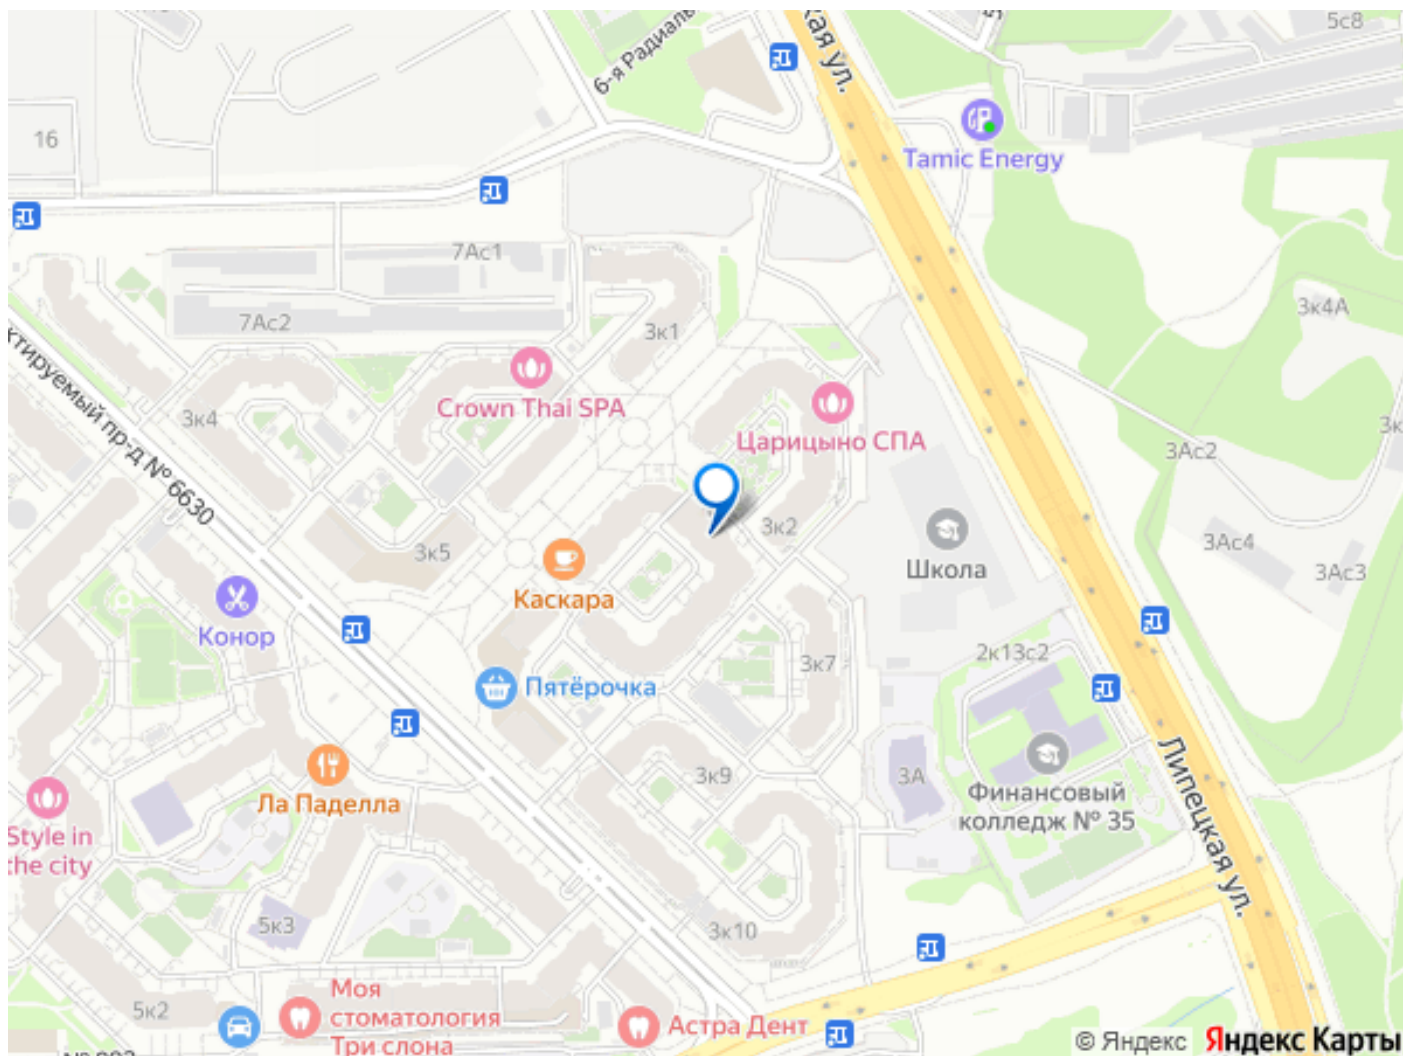 5с8
кая ул.
6-я Радиаль
16
Tamic Energy
7Ас1
3к4А
7Ас2
3к1
ктируемый пр-д № 6630
Crown Thai SPA
3к4
Царицыно СПА
3Ас2
3к
3к2
3к5
Школа
3Ас4
3Ас3
Каскара
Конор
2к13с2
3к7
Пятёрочка
3к9
3А
Финансовый
колледж № 35
Липецкая ул.
Ла Паделла
Style in
the city
5к3
3к10
5к2
Моя
стоматология
Три слона
Астра Дент
© Яндекс
Яндекс Карты